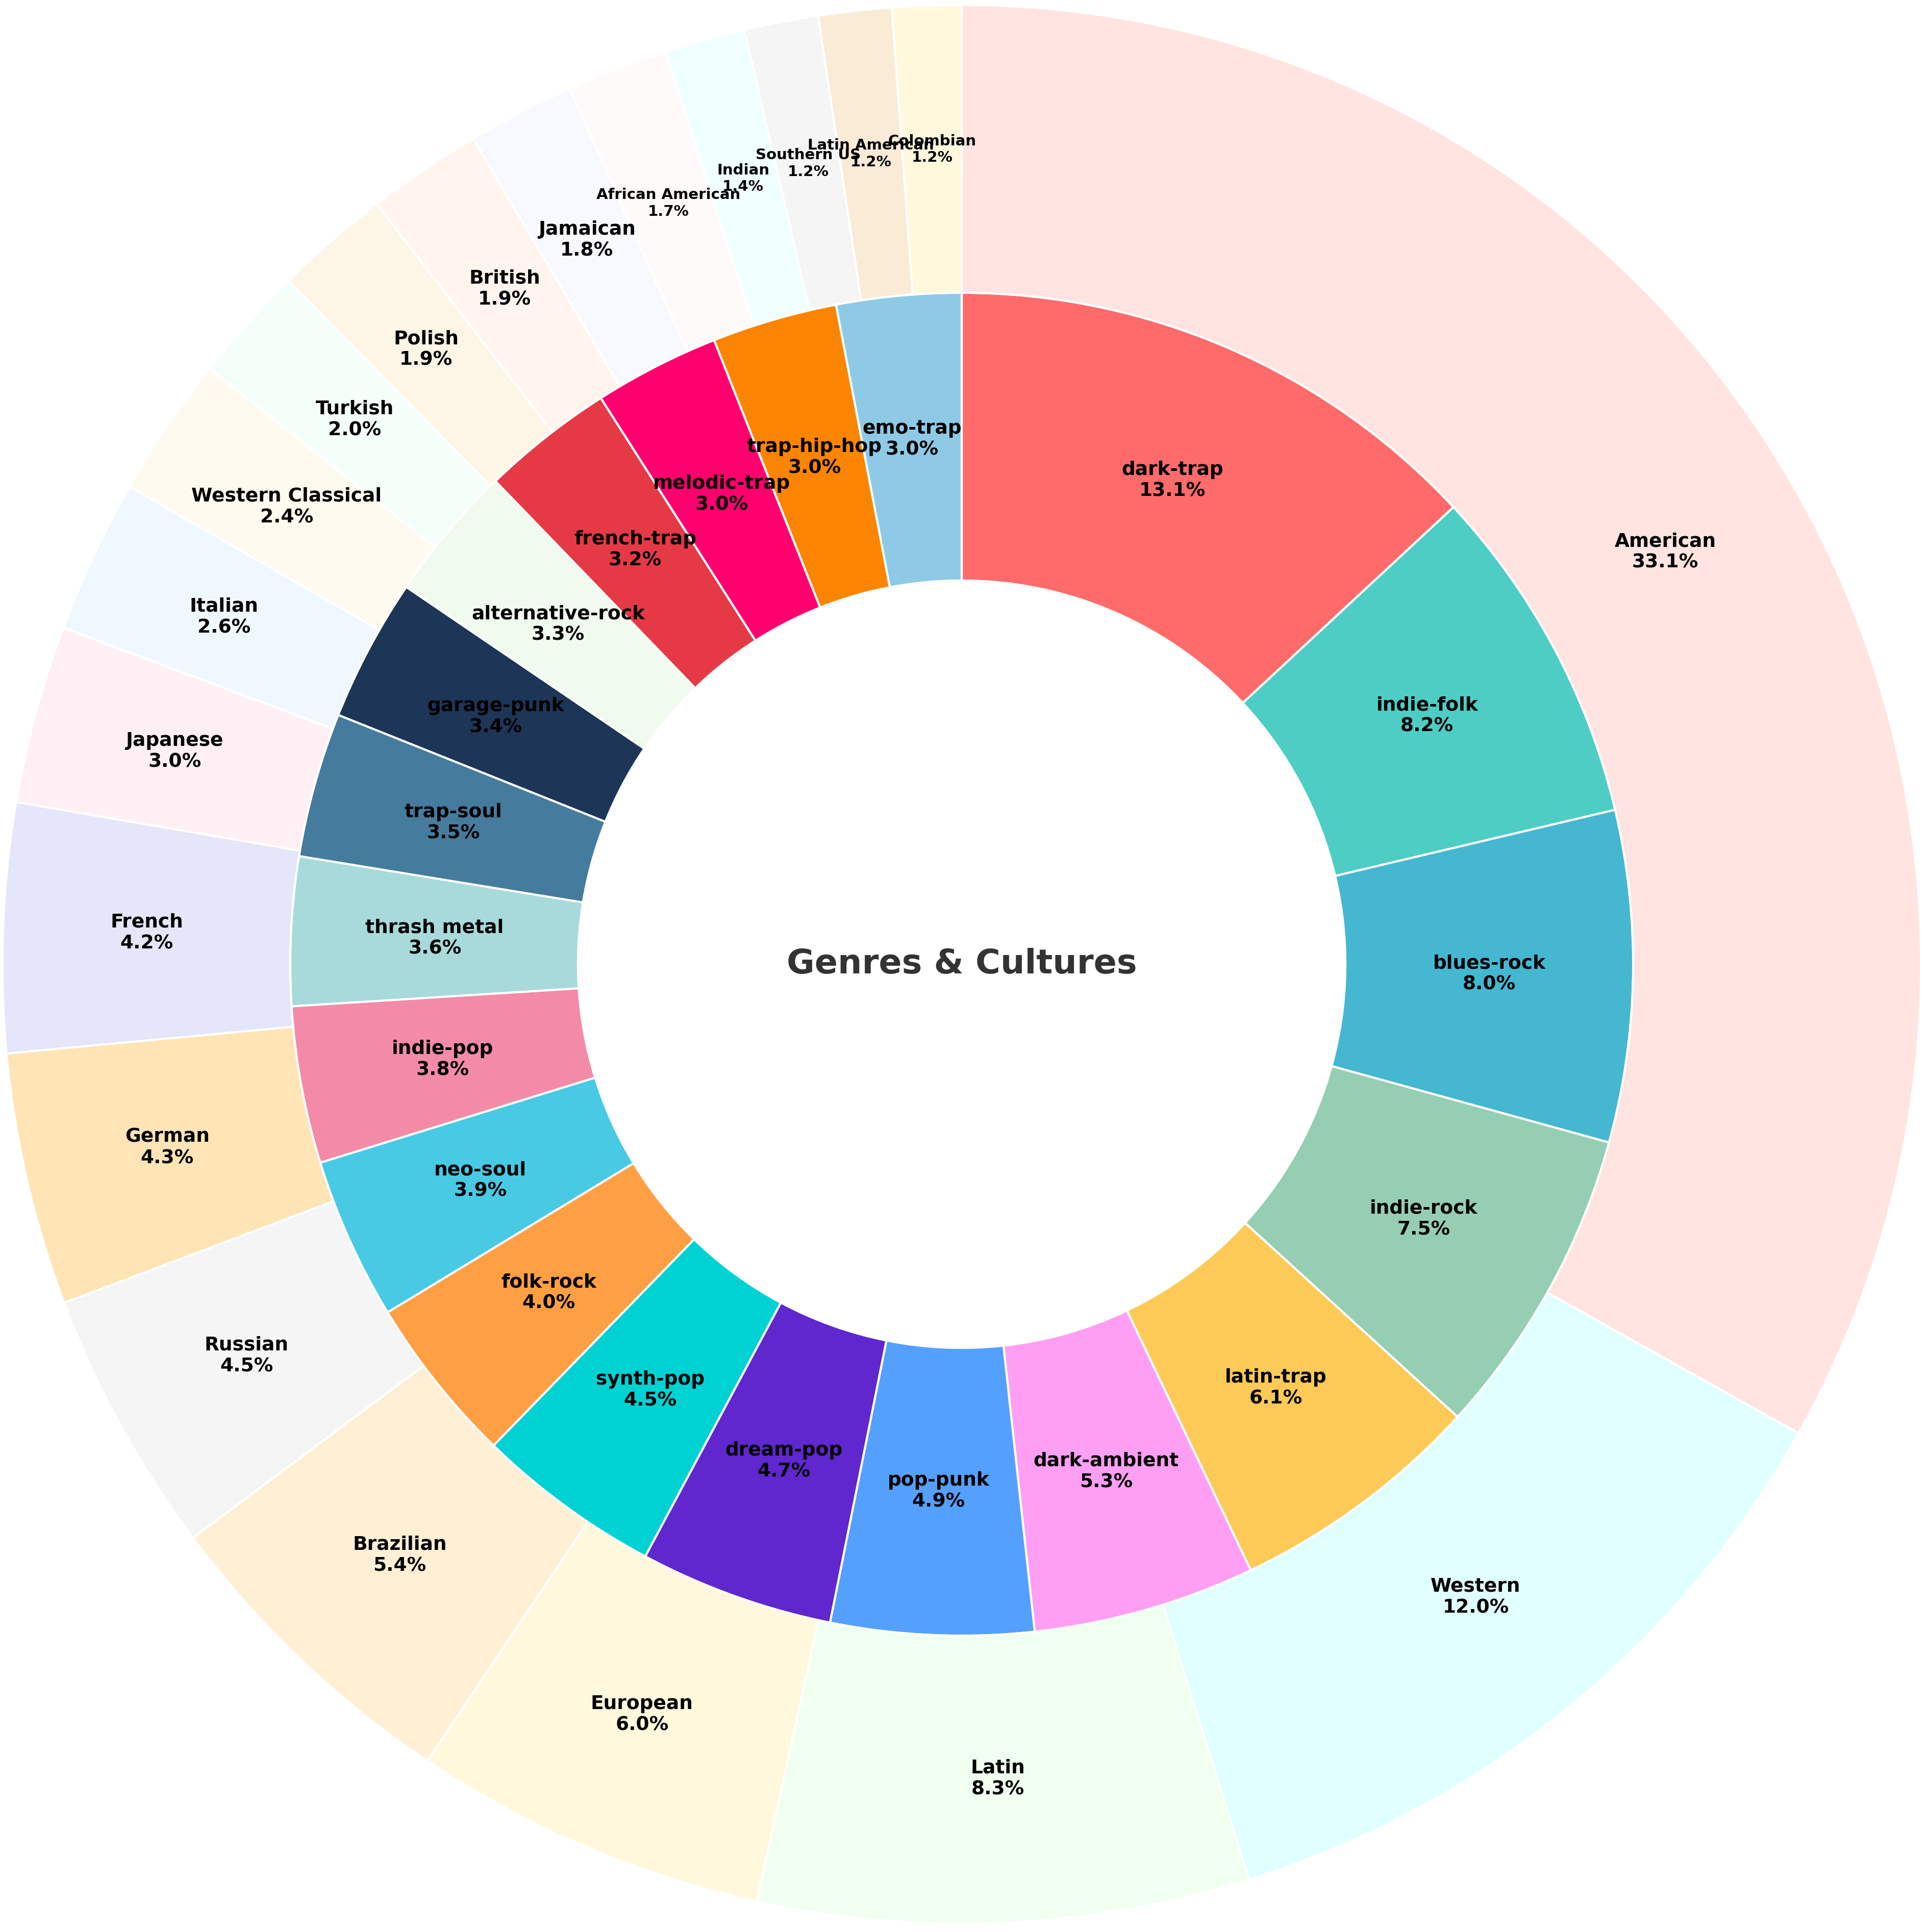 Colombian
1.2%
Latin American
1.2%
Southern US
1.2%
Indian
1.4%
African American
1.7%
Jamaican
1.8%
British
1.9%
Polish
1.9%
Turkish
2.0%
Western Classical
2.4%
Italian
2.6%
Japanese
3.0%
French
4.2%
German
4.3%
Russian
4.5%
Brazilian
5.4%
European
6.0%
Latin
8.3%
Western
12.0%
American
33.1%
dark-trap
13.1%
indie-folk
8.2%
blues-rock
8.0%
indie-rock
7.5%
latin-trap
6.1%
dark-ambient
5.3%
pop-punk
4.9%
dream-pop
4.7%
synth-pop
4.5%
folk-rock
4.0%
neo-soul
3.9%
indie-pop
3.8%
thrash metal
3.6%
trap-soul
3.5%
garage-punk
3.4%
alternative-rock
3.3%
french-trap
3.2%
melodic-trap
3.0%
trap-hip-hop
3.0%
emo-trap
3.0%
Genres & Cultures